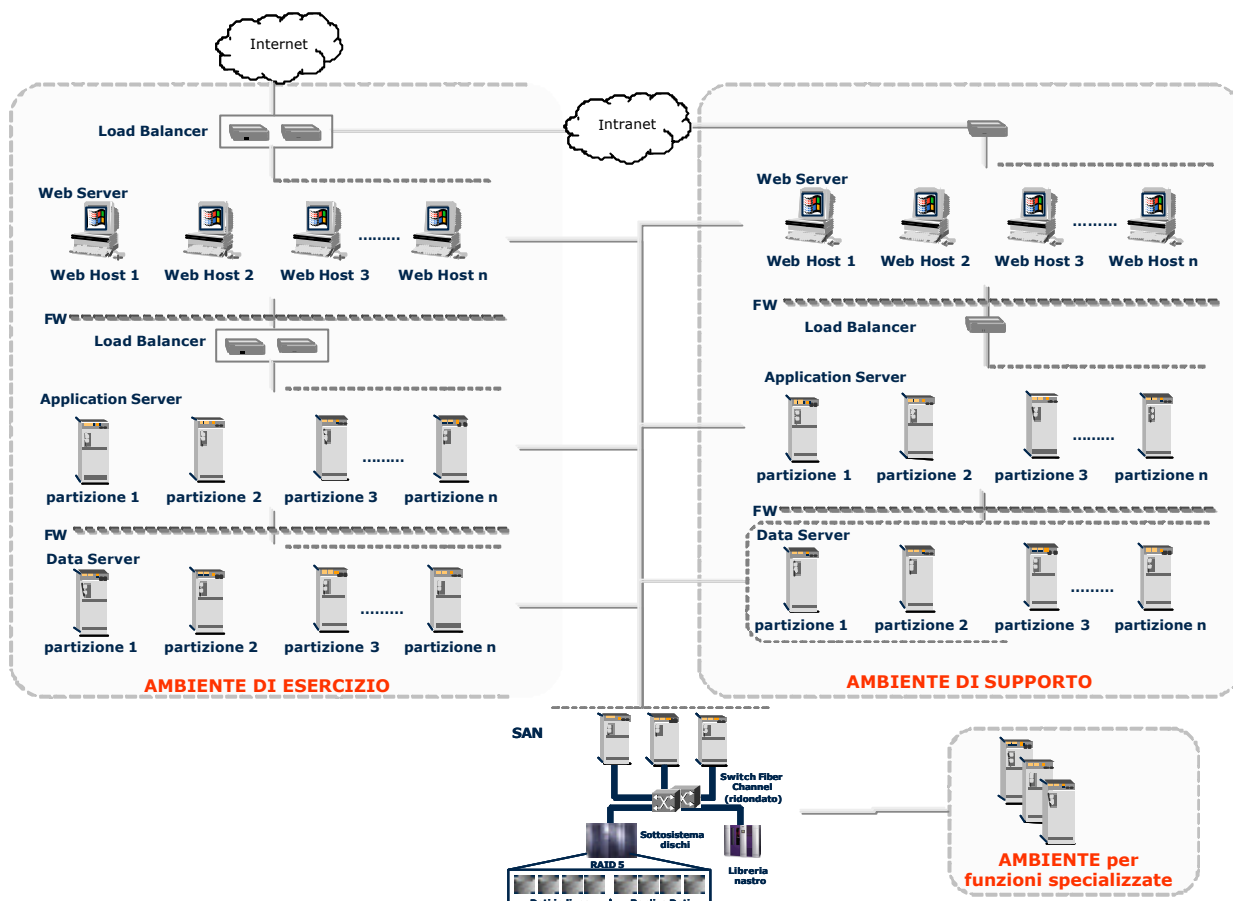 Internet
Intranet
Load Balancer
Web Server
Web Host 1 Web Host 2 Web Host 3 ......... Web Host n
FW
Load Balancer
Application Server
partizione 1 partizione 2 partizione 3 ......... partizione n
FW
Data Server
partizione 1 partizione 2 partizione 3 ......... partizione n
AMBIENTE DI ESERCIZIO
Web Server
Web Host 1 Web Host 2 Web Host 3 ......... Web Host n
FW
Load Balancer
Application Server
partizione 1 partizione 2 partizione 3 ......... partizione n
FW
Data Server
partizione 1 partizione 2 partizione 3 ......... partizione n
AMBIENTE DI SUPPORTO
SAN
Switch Fiber
Channel
(ridondato)
Sottosistema
dischi
RAID 5
Libreria
nastro
AMBIENTE per
funzioni specializzate